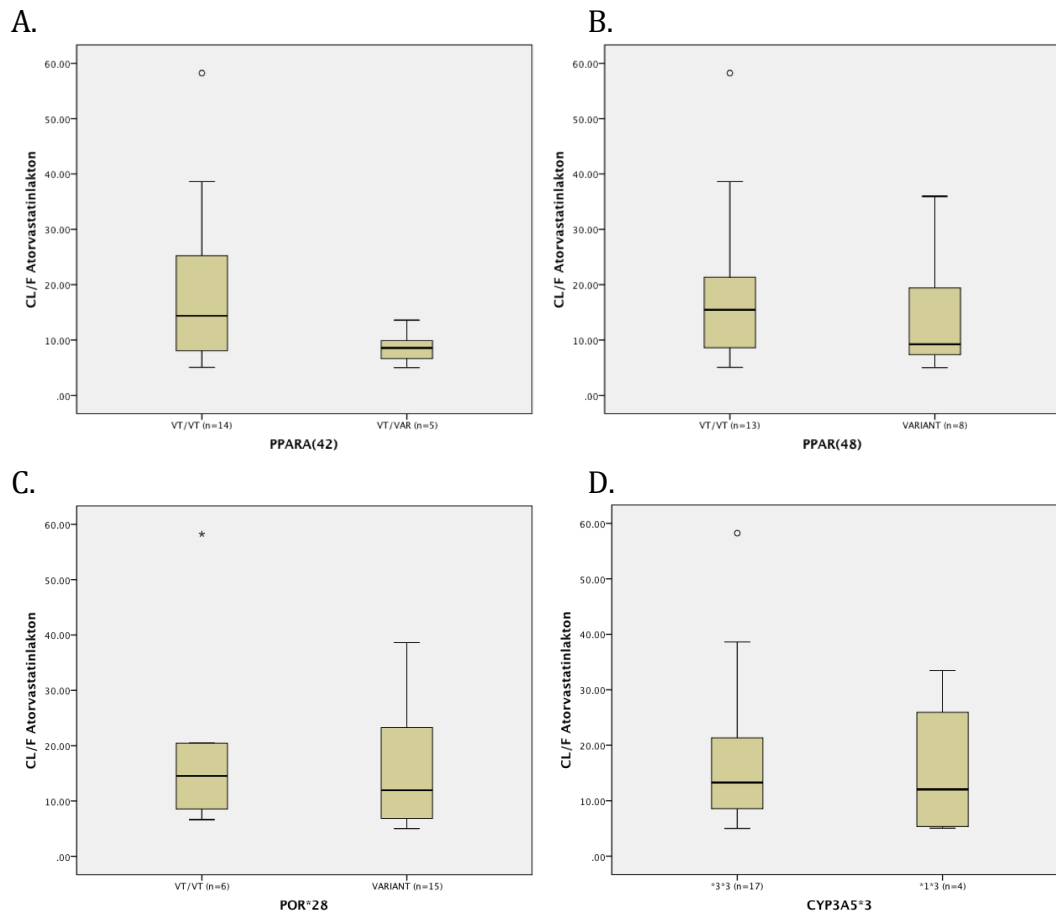 A.
60.00
50.00
40.00
30.00
20.00
10.00
.00
CL/F Atorvastatinlakton
VT/VT (n=14) VT/VAR (n=5)
PPARA(42)
B.
60.00
50.00
40.00
30.00
20.00
10.00
.00
CL/F Atorvastatinlakton
VT/VT (n=13) VARIANT (n=8)
PPAR(48)
C.
60.00
50.00
40.00
30.00
20.00
10.00
.00
CL/F Atorvastatinlakton
VT/VT (n=6) VARIANT (n=15)
POR*28
D.
60.00
50.00
40.00
30.00
20.00
10.00
.00
CL/F Atorvastatinlakton
*3*3 (n=17) *1*3 (n=4)
CYP3A5*3